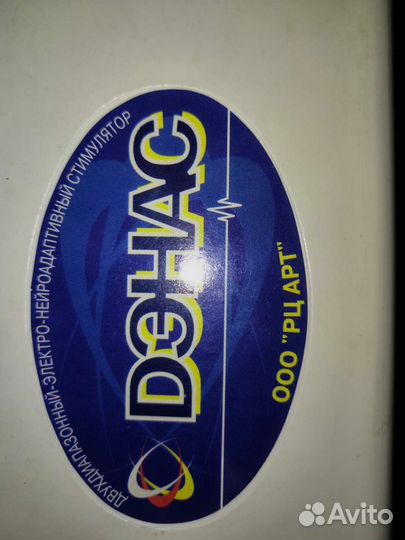 ДВУХДИАПАЗОННЫЙ-ЭЛЕКТРО-НЕЙРОАДАПТИВНЫЙ СТИМУЛЯТОР
DЭНАС
ООО "РЦ АРТ"
Avito